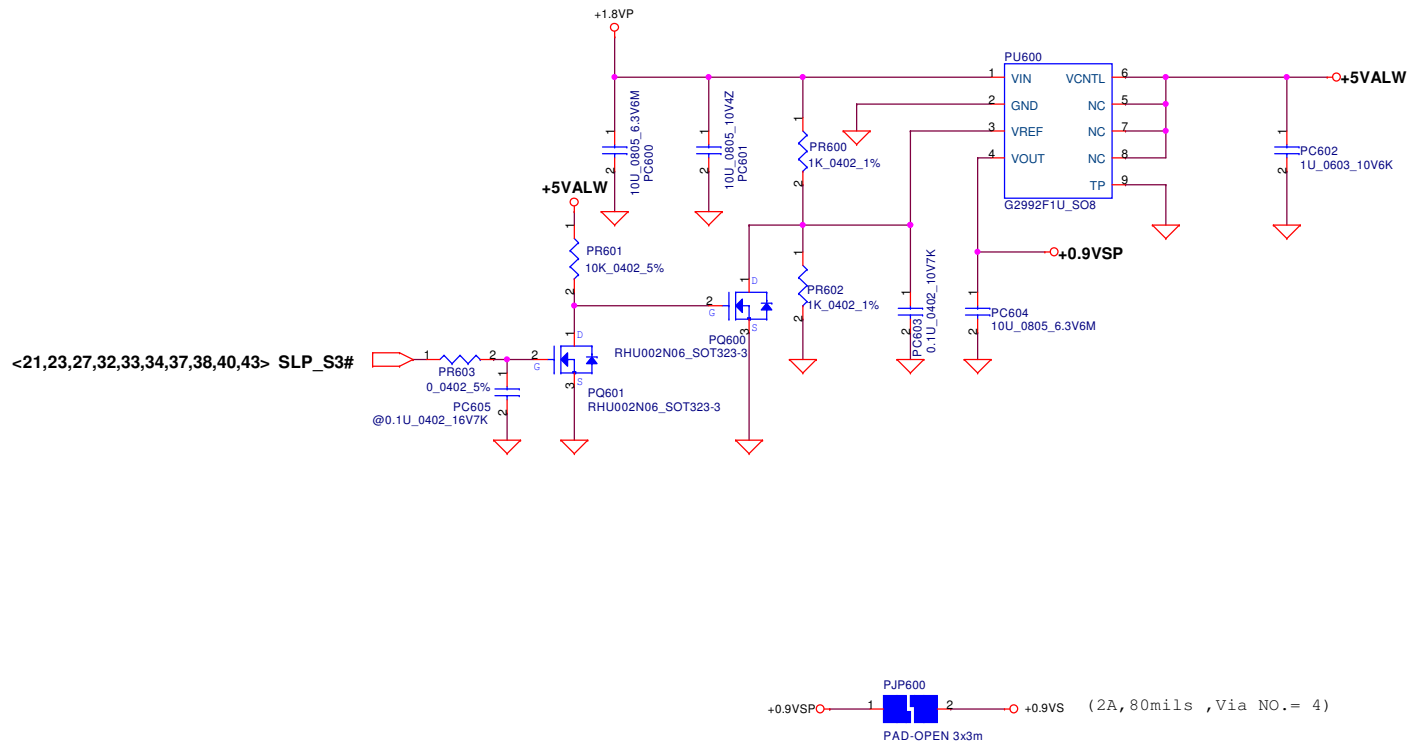 +1.8VP
PU600
1 VIN VCNTL 6
2 GND NC 5
3 VREF NC 7
4 VOUT NC 8
TP 9
G2992F1U_SO8
+5VALW
1
2
10U_0805_6.3V6M
PC600
1
2
10U_0805_10V4Z
PC601
1
PR600
1K_0402_1%
2
1
PC602
1U_0603_10V6K
2
+5VALW
1
PR601
10K_0402_5%
2
+0.9VSP
1
D
2
G
S
3
PQ600
RHU002N06_SOT323-3
1
PR602
1K_0402_1%
2
1
2
PC603
0.1U_0402_10V7K
1
PC604
10U_0805_6.3V6M
2
<21,23,27,32,33,34,37,38,40,43> SLP_S3#
1 2
PR603
0_0402_5%
1
PC605
2
@0.1U_0402_16V7K
1
D
2
G
S
3
PQ601
RHU002N06_SOT323-3
PJP600
+0.9VSP 1 2 +0.9VS (2A,80mils ,Via NO.= 4)
PAD-OPEN 3x3m